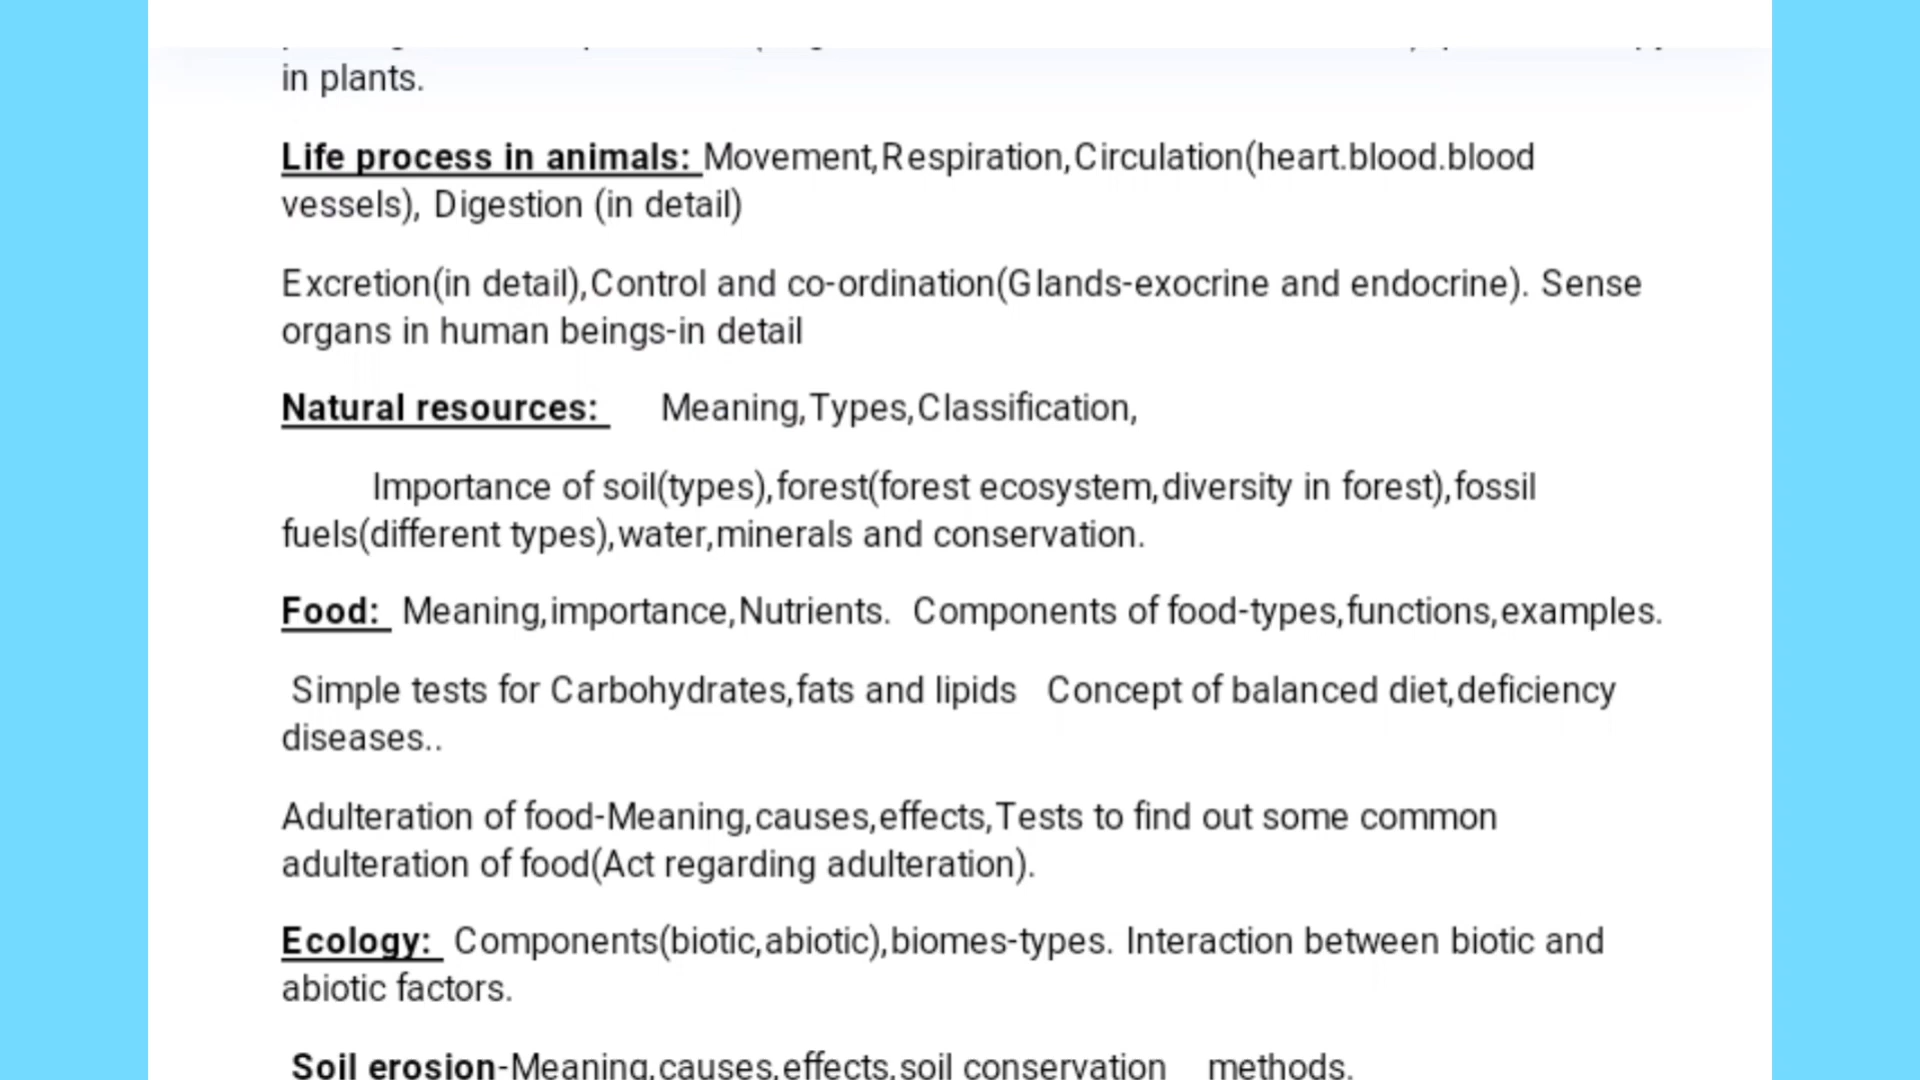 in plants.
Life process in animals: Movement,Respiration,Circulation(heart.blood.blood
vessels), Digestion (in detail)
Excretion(in detail),Control and co-ordination(Glands-exocrine and endocrine). Sense
organs in human beings-in detail
Natural resources: Meaning,Types,Classification,
Importance of soil(types),forest(forest ecosystem,diversity in forest),fossil
fuels(different types),water,minerals and conservation.
Food: Meaning,importance,Nutrients. Components of food-types,functions,examples.
Simple tests for Carbohydrates,fats and lipids Concept of balanced diet,deficiency
diseases..
Adulteration of food-Meaning,causes,effects,Tests to find out some common
adulteration of food(Act regarding adulteration).
Ecology: Components(biotic,abiotic),biomes-types. Interaction between biotic and
abiotic factors.
Soil erosion-Meaning,causes,effects,soil conservation methods.